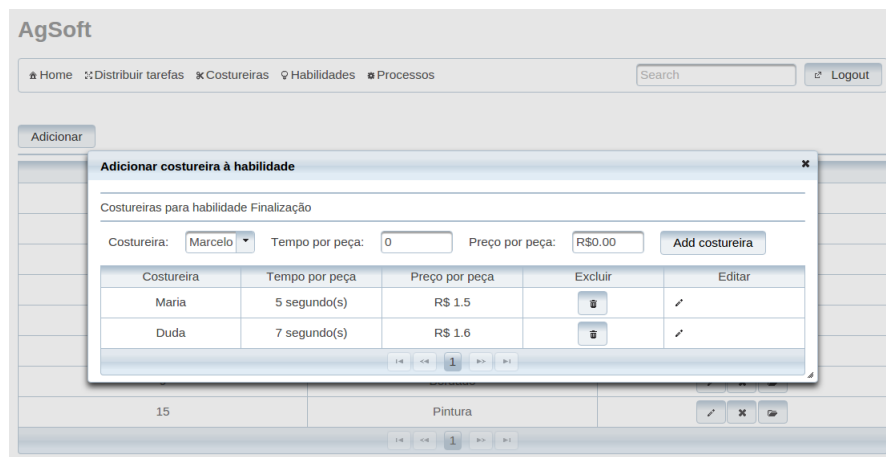 AgSoft
Home Distribuir tarefas Costureiras Habilidades Processos Search Logout
Adicionar
Adicionar costureira à habilidade
Costureiras para habilidade Finalização
Costureira: Marcelo Tempo por peça: 0 Preço por peça: R$0.00 Add costureira
Costureira Tempo por peça Preço por peça Excluir Editar
Maria 5 segundo(s) R$ 1.5
Duda 7 segundo(s) R$ 1.6
1
15 Pintura
1